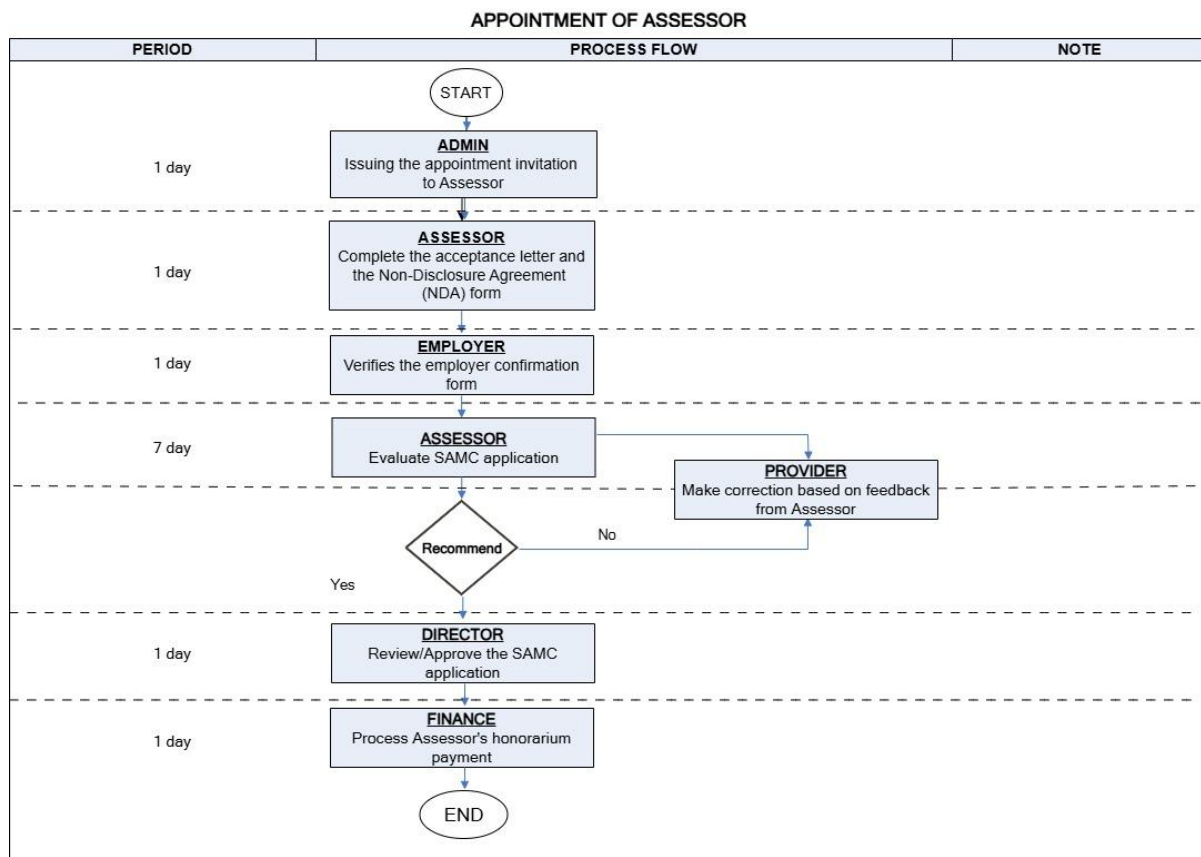 APPOINTMENT OF ASSESSOR
PERIOD
PROCESS FLOW
NOTE
START
1 day
ADMIN
Issuing the appointment invitation
to Assessor
1 day
ASSESSOR
Complete the acceptance letter and
the Non-Disclosure Agreement
(NDA) form
1 day
EMPLOYER
Verifies the employer confirmation
form
7 day
ASSESSOR
Evaluate SAMC application
PROVIDER
Make correction based on feedback
from Assessor
Recommend
No
Yes
1 day
DIRECTOR
Review/Approve the SAMC
application
1 day
FINANCE
Process Assessor's honorarium
payment
END